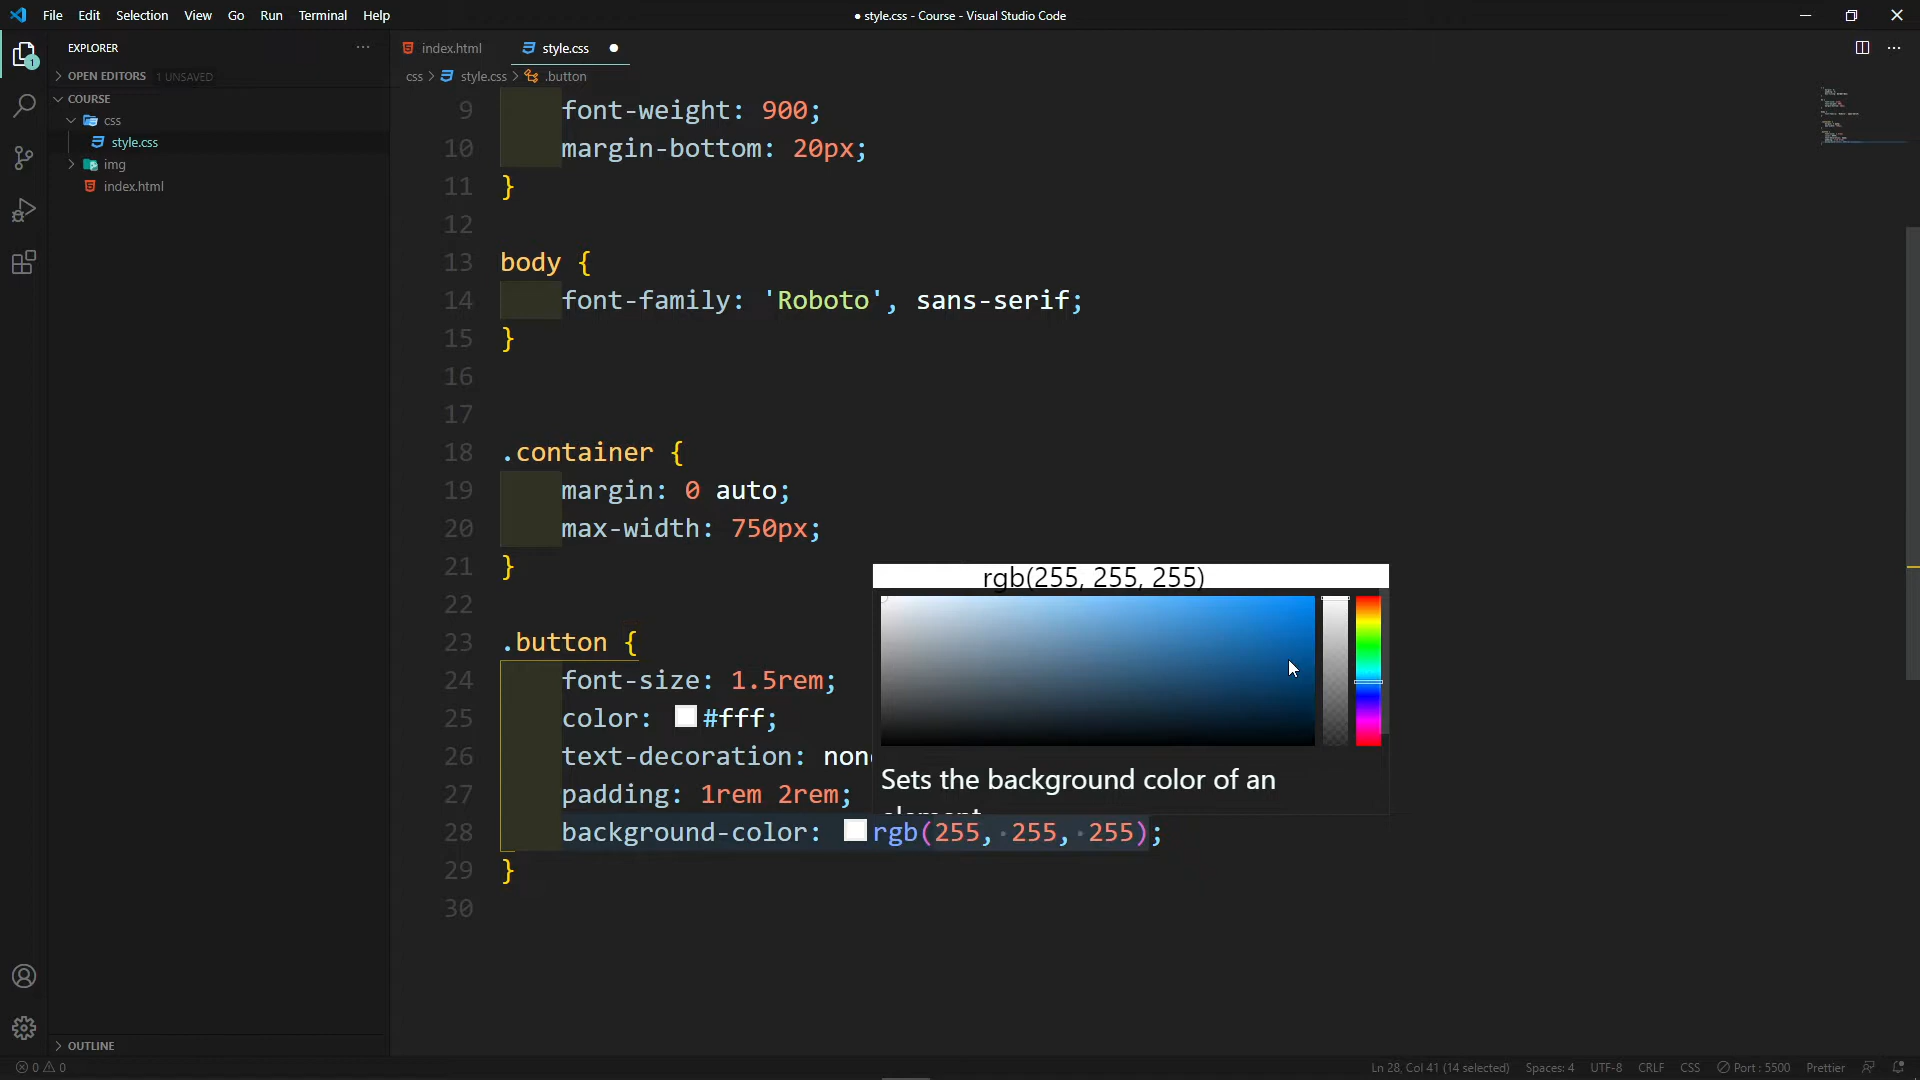 File Edit Selection View Go Run Terminal Help
● style.css - Course - Visual Studio Code
EXPLORER
index.html
style.css
OPEN EDITORS 1 UNSAVED
css > style.css > .button
COURSE
css
style.css
img
index.html
1
9 font-weight: 900;
10 margin-bottom: 20px;
11 }
12
13 body {
14 font-family: 'Roboto', sans-serif;
15 }
16
17
18 .container {
19 margin: 0 auto;
20 max-width: 750px;
21 }
22
rgb(255, 255, 255)
23 .button {
24 font-size: 1.5rem;
25 color: #fff;
26 text-decoration: non
27 padding: 1rem 2rem;
Sets the background color of an
28 background-color: rgb(255, 255, 255);
29 }
30
OUTLINE
0 0
Ln 28, Col 41 (14 selected) Spaces: 4 UTF-8 CRLF CSS Port : 5500 Prettier